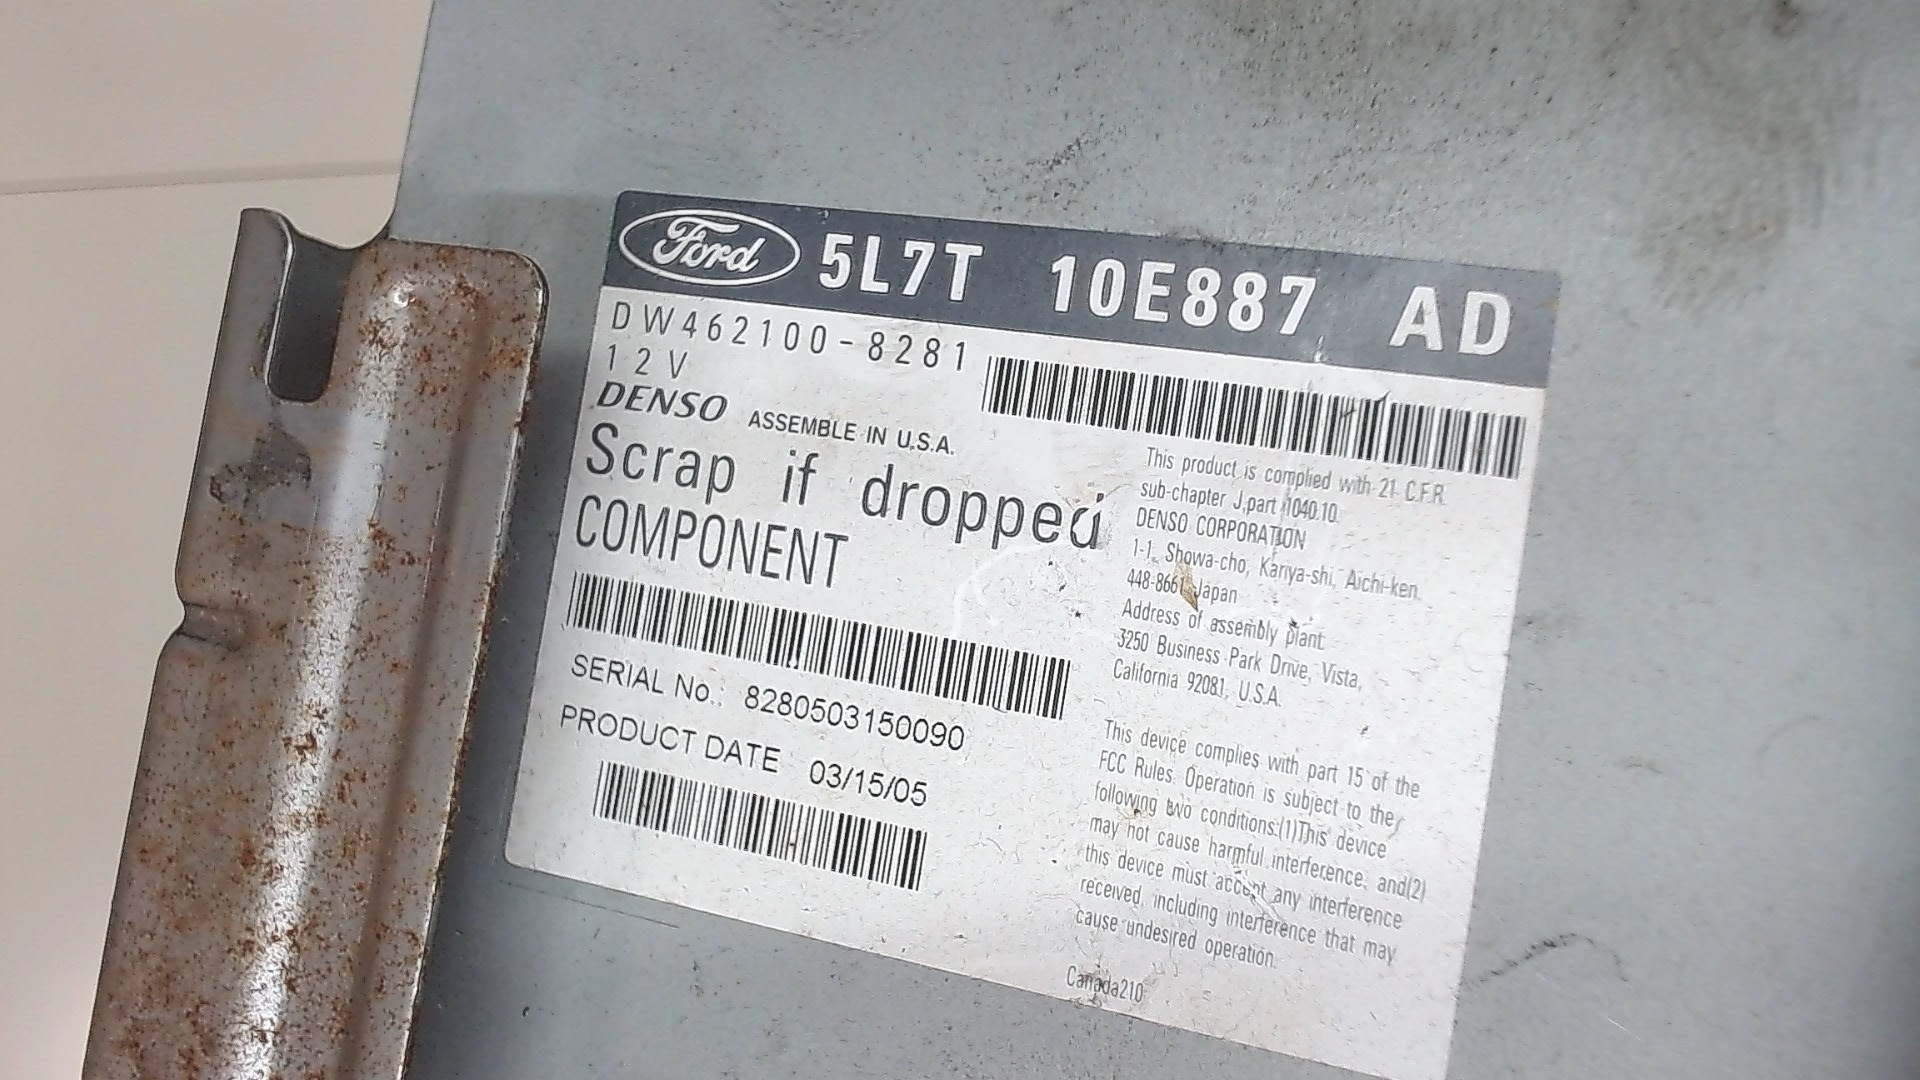 Ford 5L7T 10E887 AD
DW462100-8281
12V
DENSO ASSEMBLE IN U.S.A.
Scrap if dropped
COMPONENT
SERIAL No.: 8280503150090
PRODUCT DATE 03/15/05
This product is complied with 21 C.F.R.
sub-chapter J,part 1040.10.
DENSO CORPORATION
1-1, Showa-cho, Kariya-shi, Aichi-ken,
448-8661 Japan
Address of assembly plant:
3250 Business Park Drive, Vista,
California 92081, U.S.A.
This device complies with part 15 of the
FCC Rules. Operation is subject to the
following two conditions:(1)This device
may not cause harmful interference, and(2)
this device must accept any interference
received, including interference that may
cause undesired operation.
Canada210